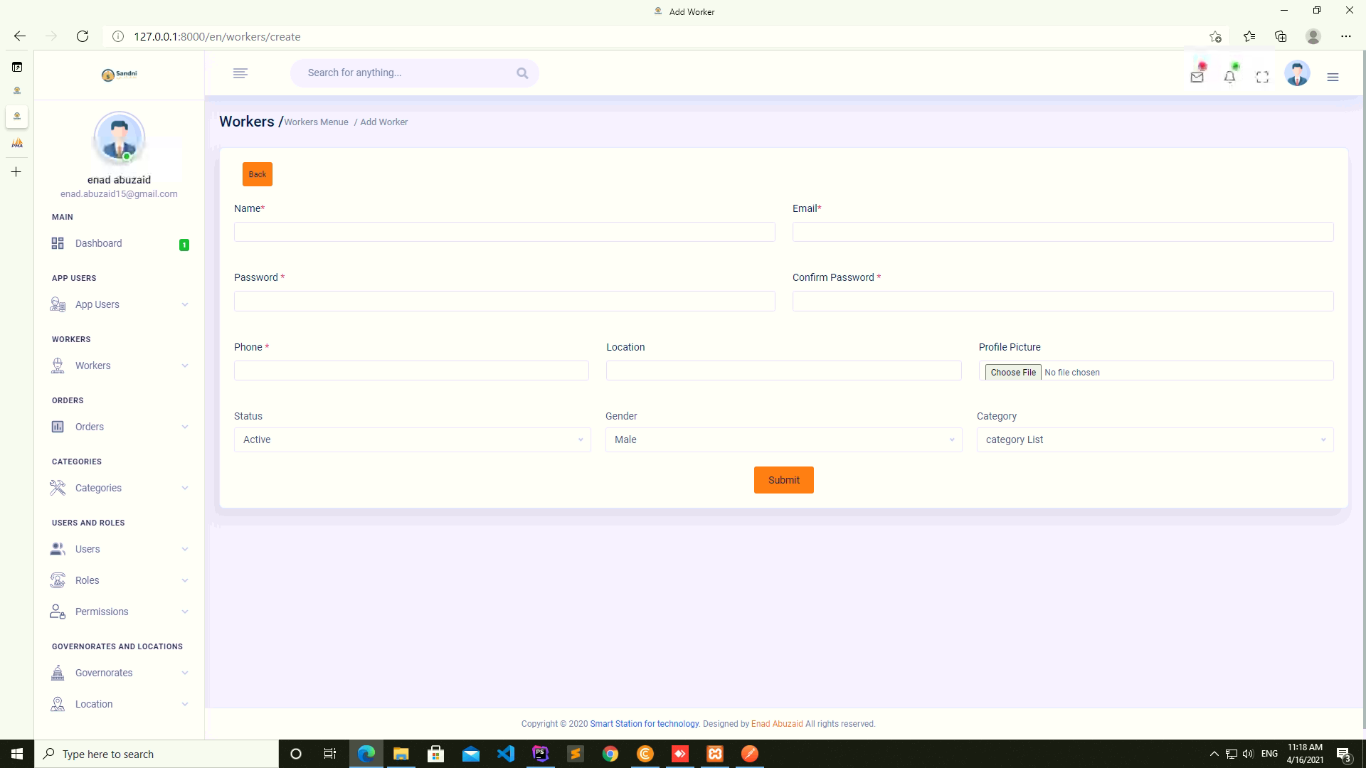 Add Worker
127.0.0.1:8000/en/workers/create
Sandni
Search for anything...
enad abuzaid
enad.abuzaid15@gmail.com
MAIN
Dashboard
1
APP USERS
App Users
WORKERS
Workers
ORDERS
Orders
CATEGORIES
Categories
USERS AND ROLES
Users
Roles
Permissions
GOVERNORATES AND LOCATIONS
Governorates
Location
Workers /Workers Menue / Add Worker
Back
Name*
Email*
Password *
Confirm Password *
Phone *
Location
Profile Picture
Choose File No file chosen
Status
Gender
Category
Active
Male
category List
Submit
Copyright © 2020 Smart Station for technology. Designed by Enad Abuzaid All rights reserved.
Type here to search
ENG
11:18 AM
4/16/2021
3